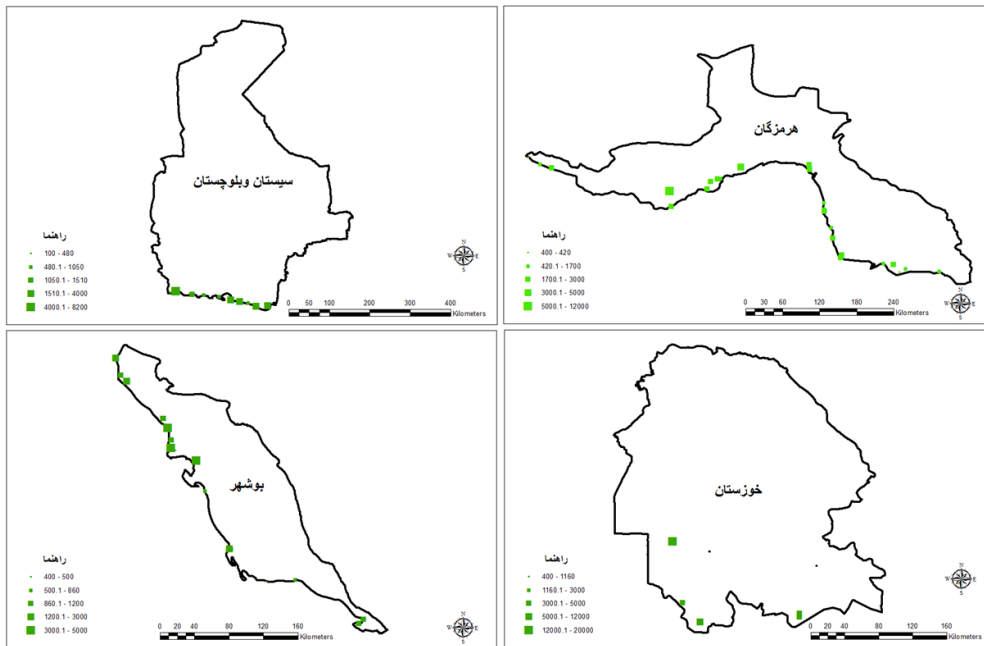 سیستان وبلوچستان
راهنما
100 - 480
480.1 - 1050
1050.1 - 1510
1510.1 - 4000
4000.1 - 8200
N
W E
S
0 50 100 200 300 400
Kilometers
هرمزگان
راهنما
400 - 420
420.1 - 1700
1700.1 - 3000
3000.1 - 5000
5000.1 - 12000
N
W E
S
0 30 60 120 180 240
Kilometers
بوشهر
راهنما
400 - 500
500.1 - 860
860.1 - 1200
1200.1 - 3000
3000.1 - 5000
N
W E
S
0 20 40 80 120 160
Kilometers
خوزستان
راهنما
400 - 1160
1160.1 - 3000
3000.1 - 5000
5000.1 - 12000
12000.1 - 20000
N
W E
S
0 20 40 80 120 160
Kilometers